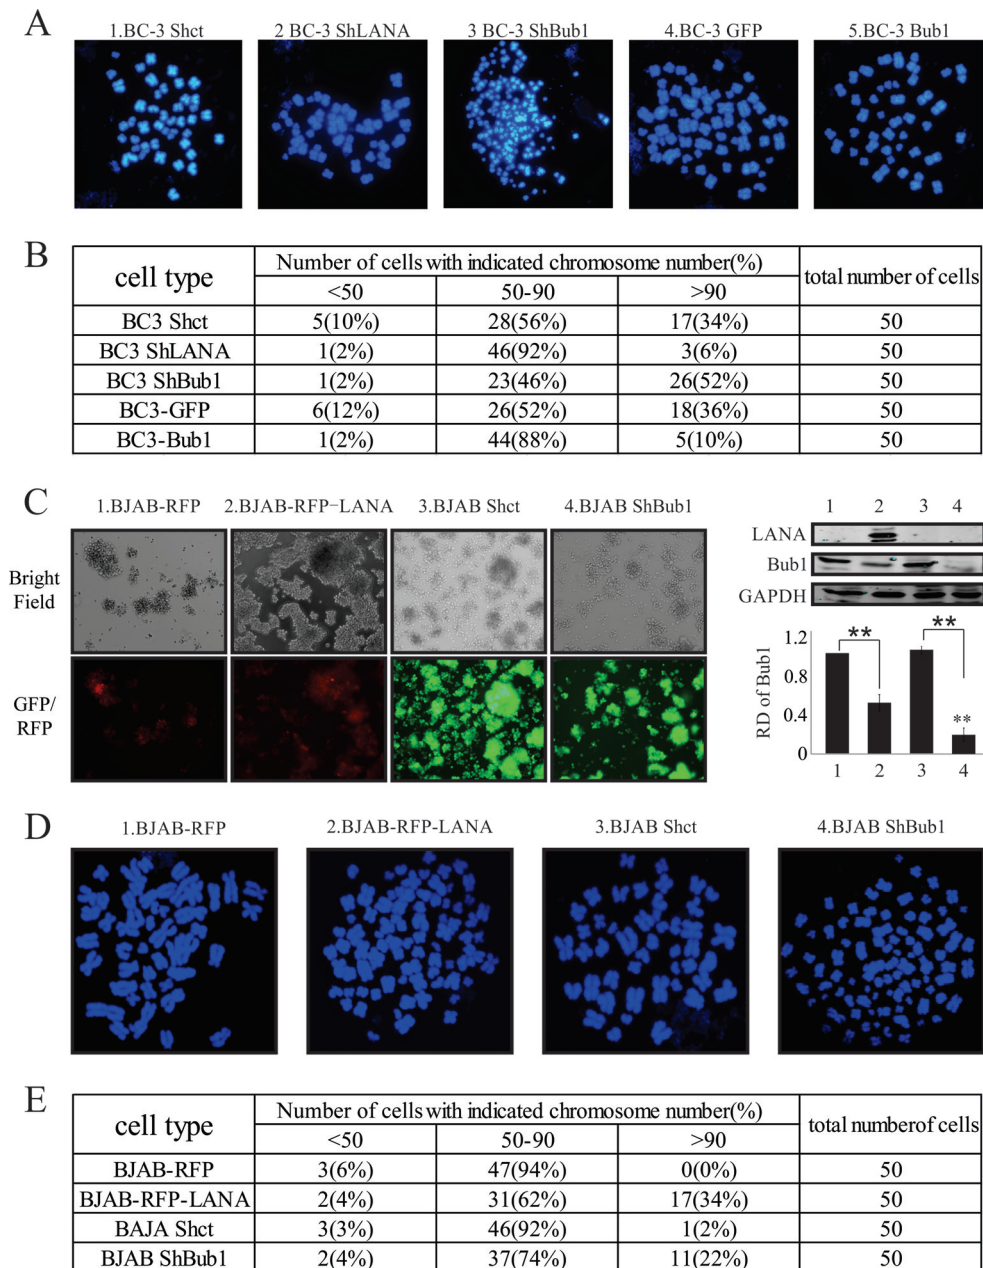 A
1.BC-3 Shct
2 BC-3 ShLANA
3 BC-3 ShBub1
4.BC-3 GFP
5.BC-3 Bub1
B
cell type
Number of cells with indicated chromosome number(%)
total number of cells
<50
50-90
>90
BC3 Shct 5(10%) 28(56%) 17(34%) 50
BC3 ShLANA 1(2%) 46(92%) 3(6%) 50
BC3 ShBub1 1(2%) 23(46%) 26(52%) 50
BC3-GFP 6(12%) 26(52%) 18(36%) 50
BC3-Bub1 1(2%) 44(88%) 5(10%) 50
C
1.BJAB-RFP
2.BJAB-RFP-LANA
3.BJAB Shct
4.BJAB ShBub1
Bright
Field
GFP/
RFP
1 2 3 4
LANA
Bub1
GAPDH
RD of Bub1
1.2
0.8
0.4
0
**
**
**
1 2 3 4
D
1.BJAB-RFP
2.BJAB-RFP-LANA
3.BJAB Shct
4.BJAB ShBub1
E
cell type
Number of cells with indicated chromosome number(%)
total numberof cells
<50
50-90
>90
BJAB-RFP 3(6%) 47(94%) 0(0%) 50
BJAB-RFP-LANA 2(4%) 31(62%) 17(34%) 50
BAJA Shct 3(3%) 46(92%) 1(2%) 50
BJAB ShBub1 2(4%) 37(74%) 11(22%) 50